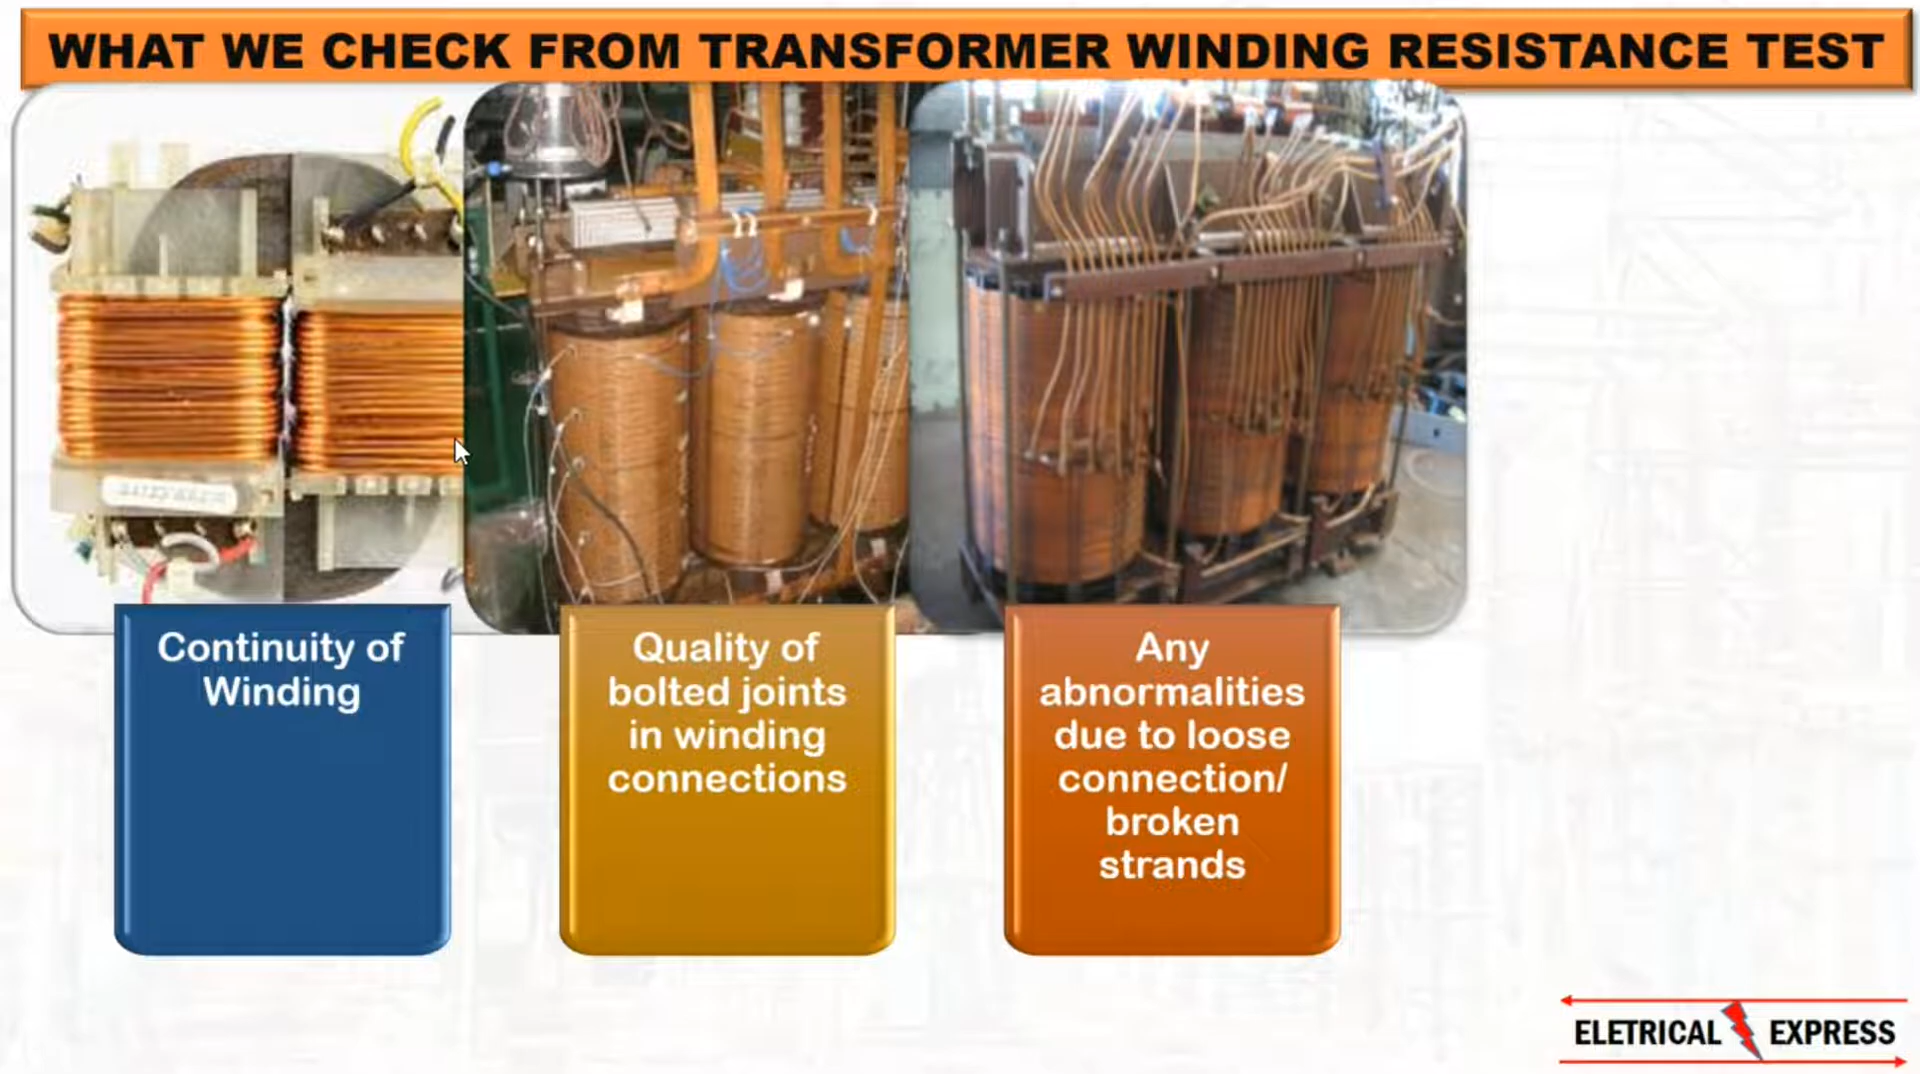 WHAT WE CHECK FROM TRANSFORMER WINDING RESISTANCE TEST
Continuity of
Winding
Quality of
bolted joints
in winding
connections
Any
abnormalities
due to loose
connection/
broken
strands
ELETRICAL EXPRESS